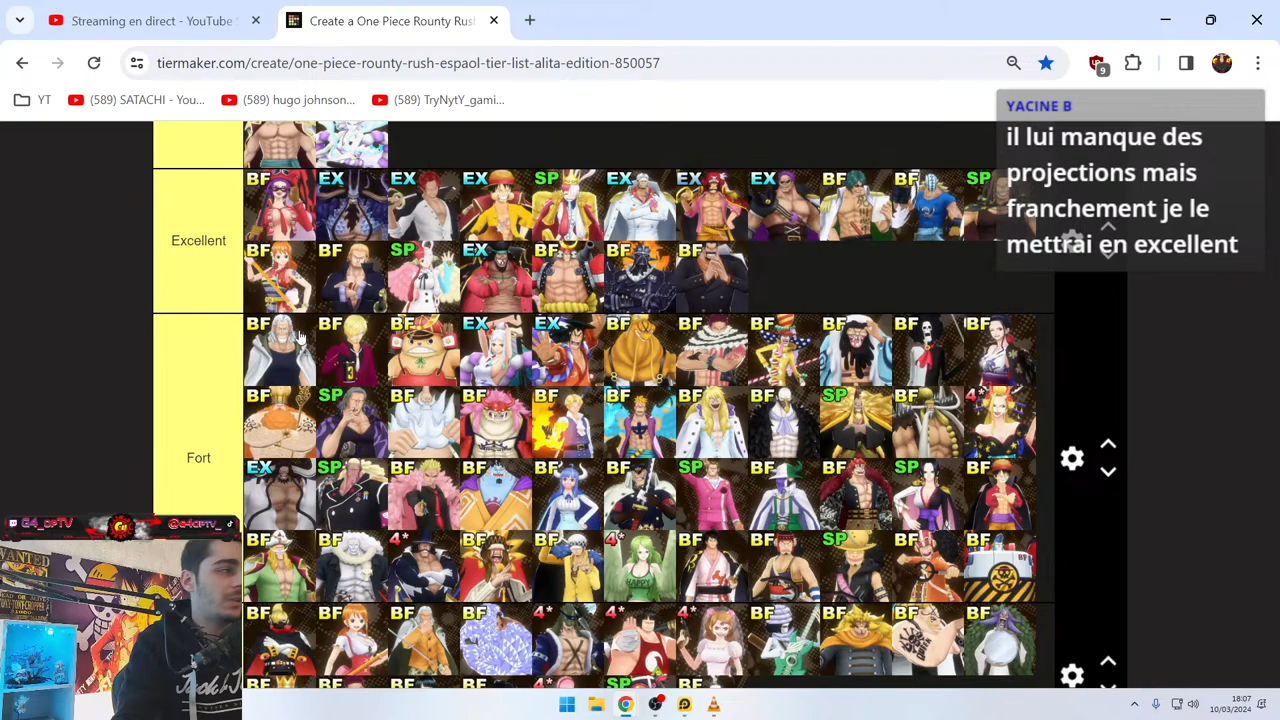 Streaming en direct - YouTube S
Create a One Piece Rounty Rush
tiermaker.com/create/one-piece-rounty-rush-espaol-tier-list-alita-edition-850057
9
YT
(589) SATACHI - You...
(589) hugo johnson...
(589) TryNytY_gami...
YACINE B
il lui manque des
projections mais
franchement je le
mettrai en excellent
Excellent
BF EX EX EX SP EX EX EX BF BF SP
BF BF SP EX BF BF BF
Fort
BF BF BF EX EX BF BF BF BF BF BF
BF SP BF BF BF BF BF BF SP BF 4*
EX SP BF BF BF BF SP BF BF SP BF
BF BF 4* BF BF 4* BF BF SP BF BF
BF BF BF BF 4* 4* 4* BF BF BF BF
G4_OPTV
G4
@G4OPTV_
WANTED
18:07
10/03/2024